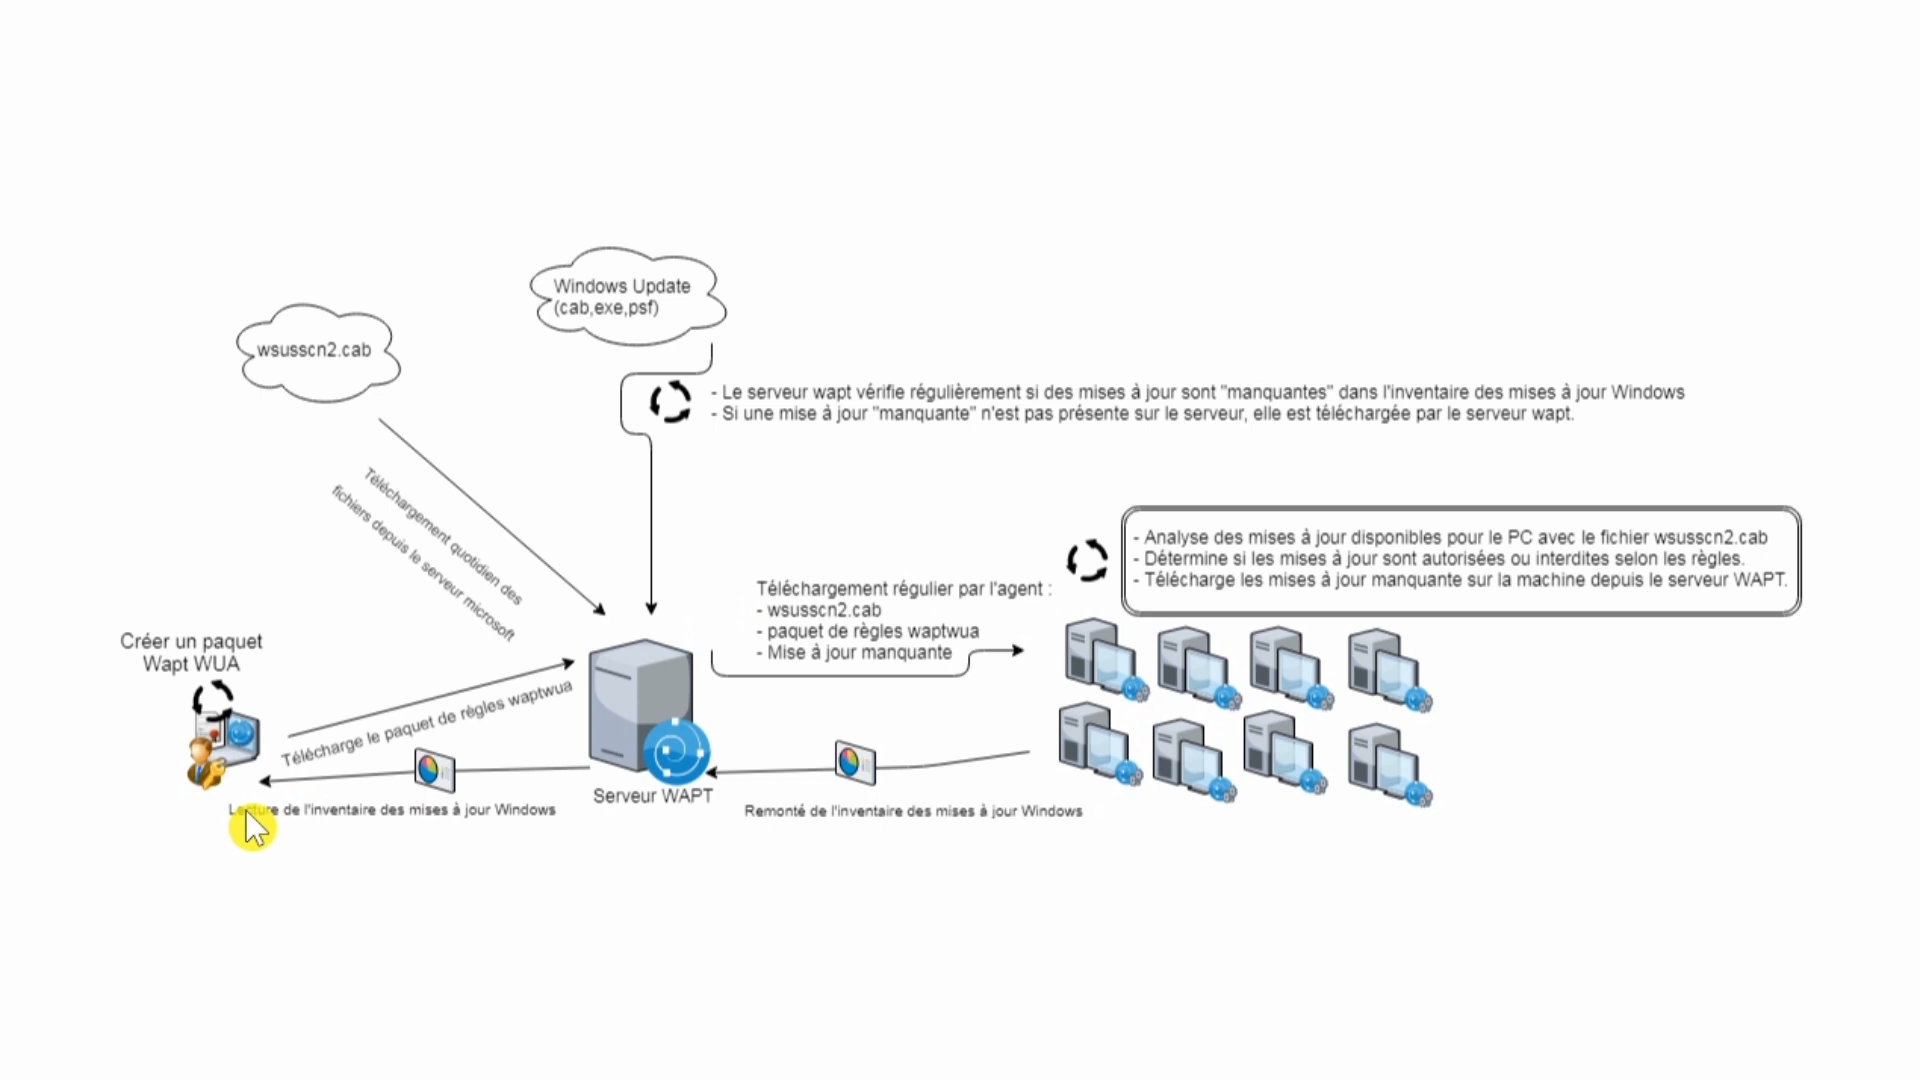 Windows Update
(cab,exe,psf)
wsusscn2.cab
- Le serveur wapt vérifie régulièrement si des mises à jour sont "manquantes" dans l'inventaire des mises à jour Windows
- Si une mise à jour "manquante" n'est pas présente sur le serveur, elle est téléchargée par le serveur wapt.
Téléchargement quotidien des
fichiers depuis le serveur microsoft
- Analyse des mises à jour disponibles pour le PC avec le fichier wsusscn2.cab
- Détermine si les mises à jour sont autorisées ou interdites selon les règles.
- Télécharge les mises à jour manquante sur la machine depuis le serveur WAPT.
Téléchargement régulier par l'agent :
- wsusscn2.cab
- paquet de règles waptwua
- Mise à jour manquante
Créer un paquet
Wapt WUA
Télécharge le paquet de règles waptwua
Serveur WAPT
Lecture de l'inventaire des mises à jour Windows
Remonté de l'inventaire des mises à jour Windows